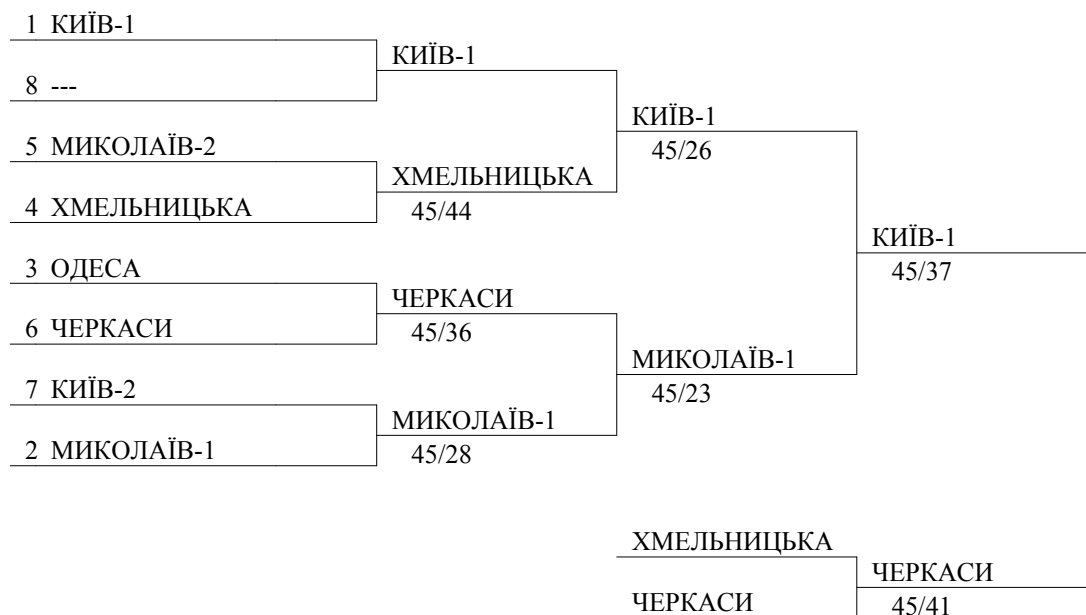 1 КИЇВ-1
КИЇВ-1
8 ---
КИЇВ-1
45/26
5 МИКОЛАЇВ-2
ХМЕЛЬНИЦЬКА
45/44
4 ХМЕЛЬНИЦЬКА
КИЇВ-1
45/37
3 ОДЕСА
ЧЕРКАСИ
45/36
6 ЧЕРКАСИ
МИКОЛАЇВ-1
45/23
7 КИЇВ-2
МИКОЛАЇВ-1
45/28
2 МИКОЛАЇВ-1
ХМЕЛЬНИЦЬКА
ЧЕРКАСИ
45/41
ЧЕРКАСИ